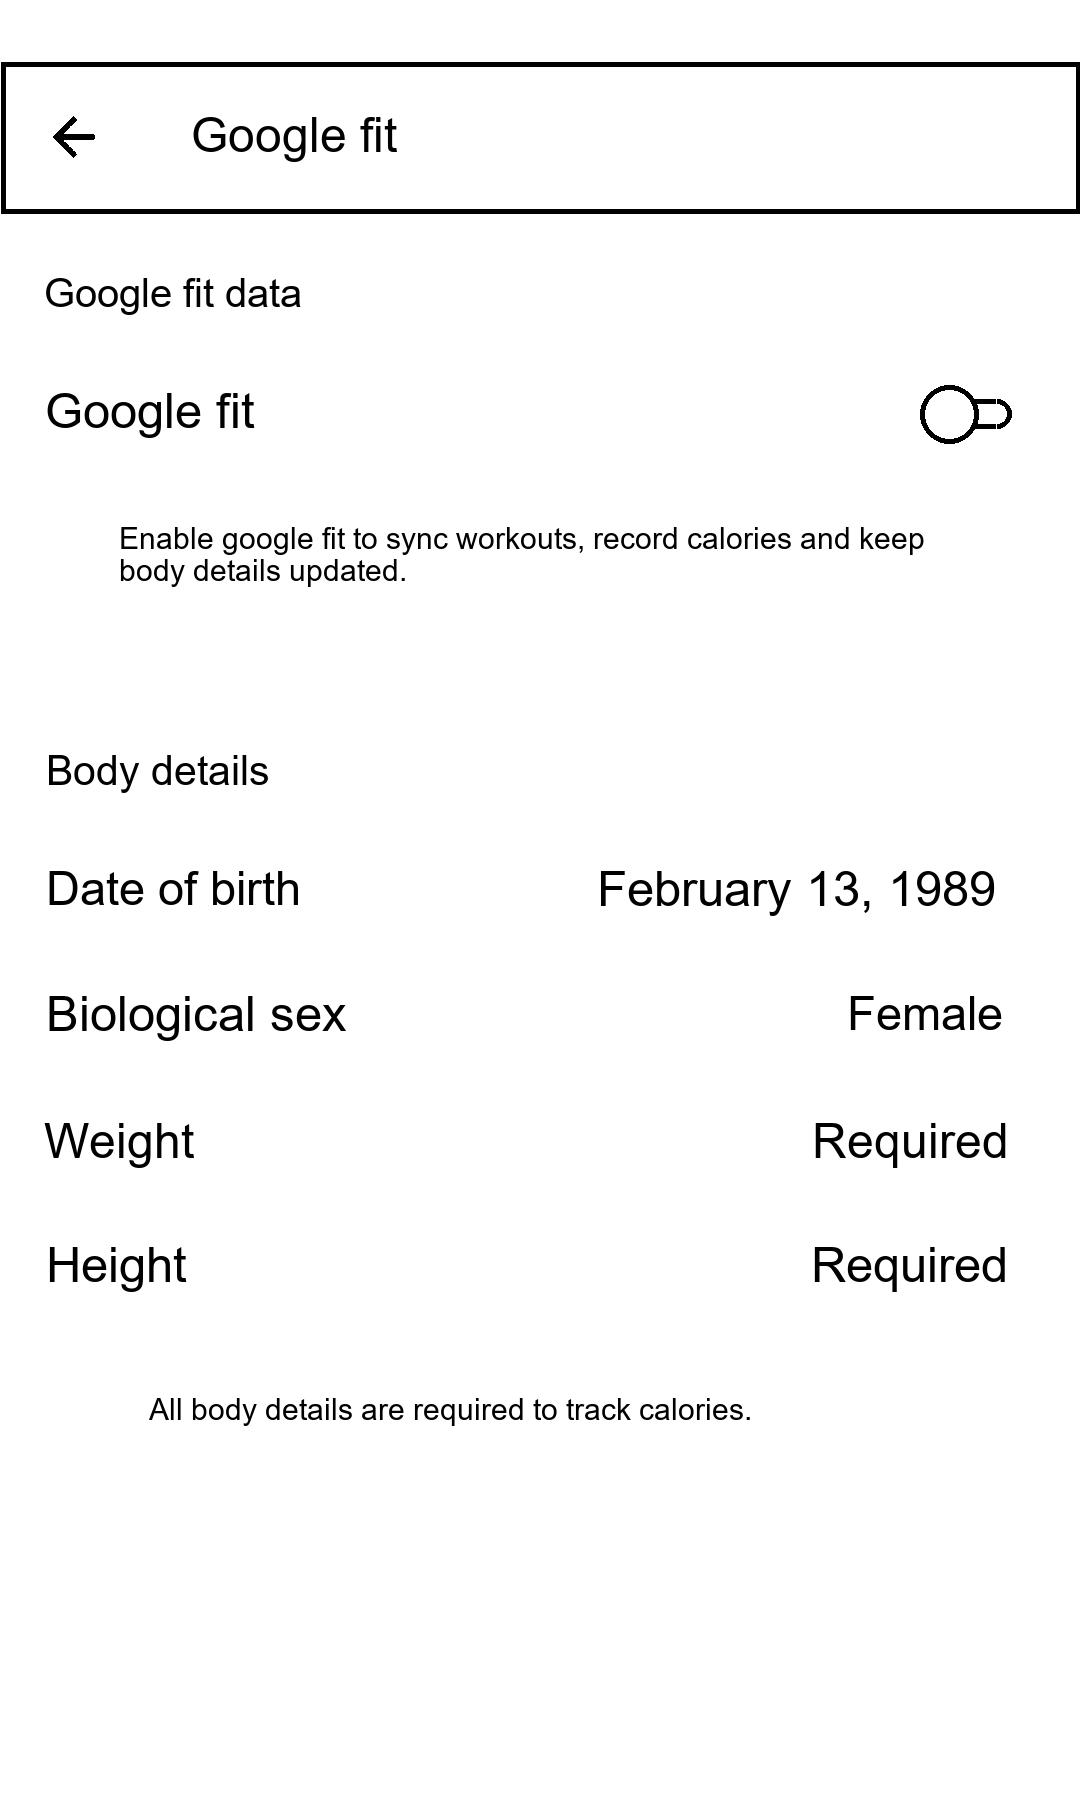 Google fit
Google fit data
Google fit
Enable google fit to sync workouts, record calories and keep
body details updated.
Body details
Date of birth February 13, 1989
Biological sex Female
Weight Required
Height Required
All body details are required to track calories.